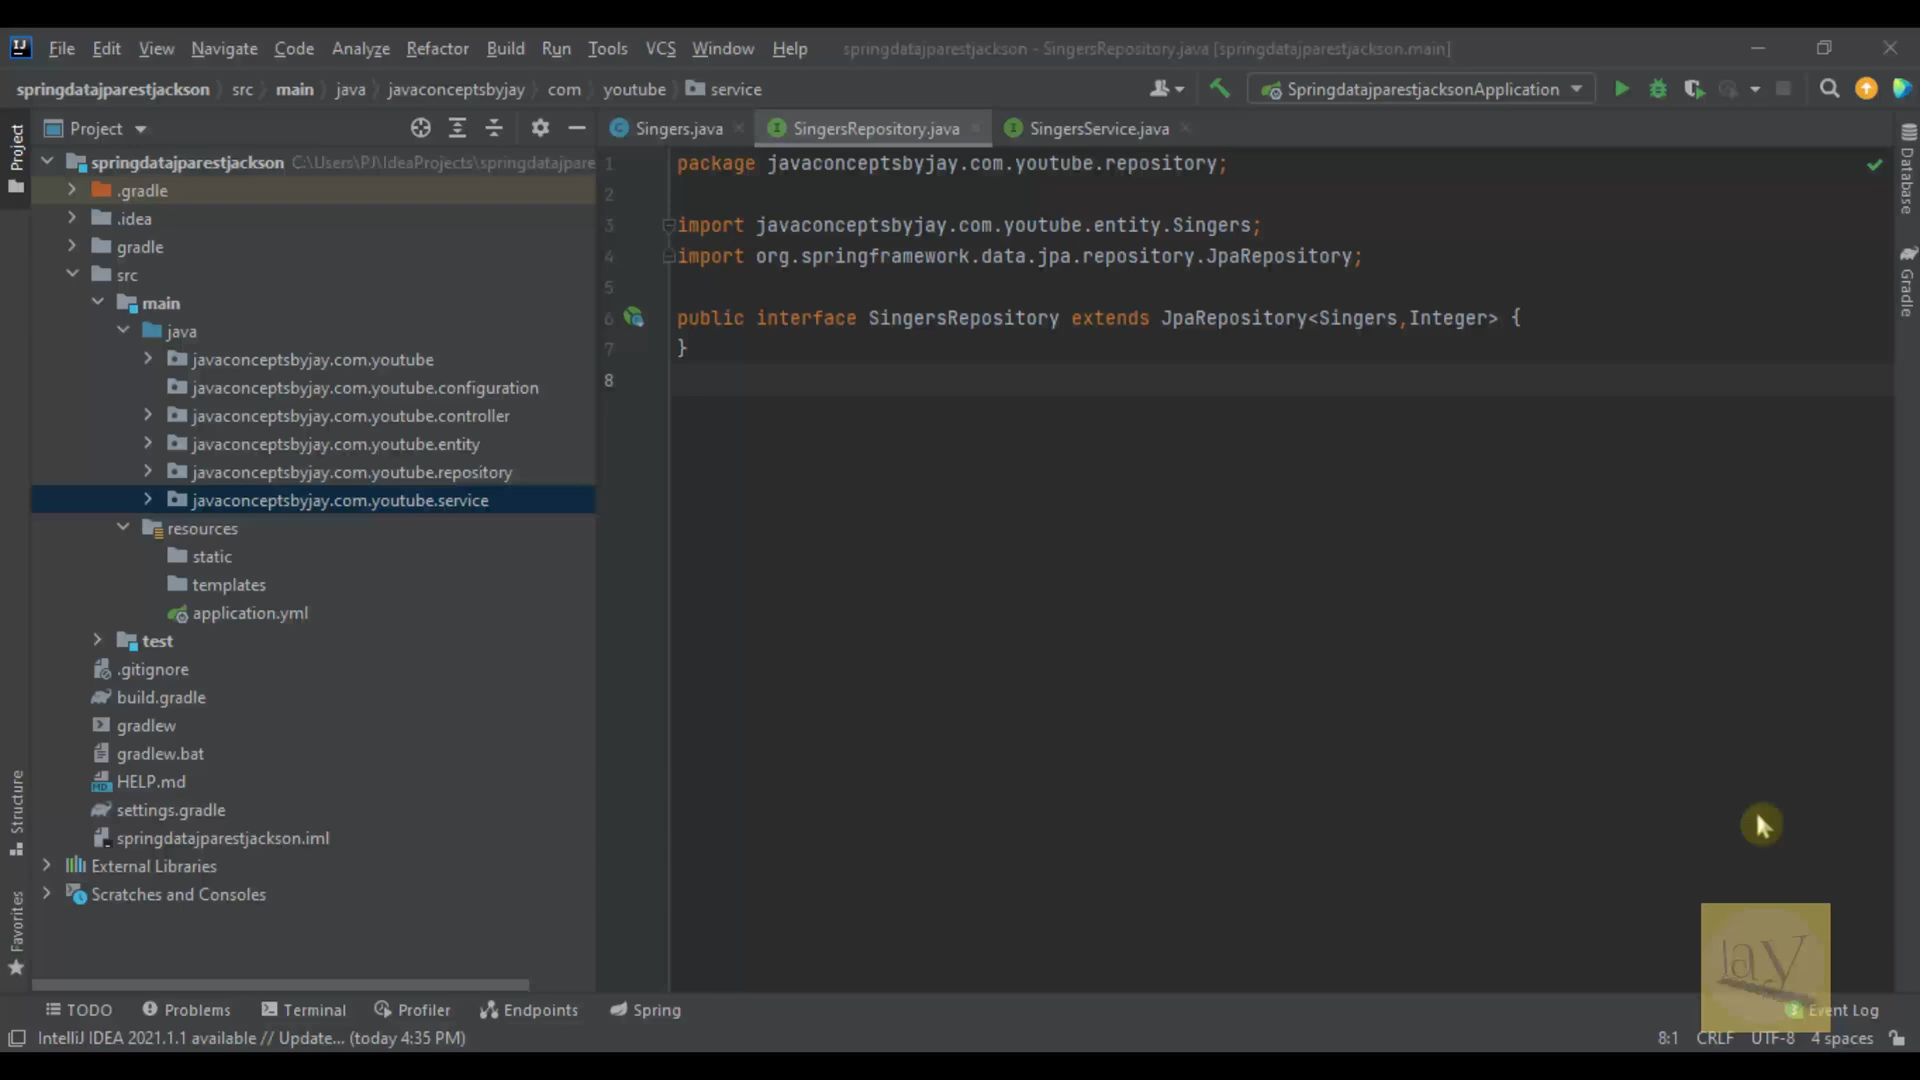 File Edit View Navigate Code Analyze Refactor Build Run Tools VCS Window Help springdatajparestjackson - SingersRepository.java [springdatajparestjackson.main]
springdatajparestjackson src main java javaconceptsbyjay com youtube service SpringdatajparestjacksonApplication
Project
Singers.java SingersRepository.java SingersService.java
Project
Structure
Favorites
springdatajparestjackson C:\Users\PJ\IdeaProjects\springdatajpare
.gradle
.idea
gradle
src
main
java
javaconceptsbyjay.com.youtube
javaconceptsbyjay.com.youtube.configuration
javaconceptsbyjay.com.youtube.controller
javaconceptsbyjay.com.youtube.entity
javaconceptsbyjay.com.youtube.repository
javaconceptsbyjay.com.youtube.service
resources
static
templates
application.yml
test
.gitignore
build.gradle
gradlew
gradlew.bat
HELP.md
settings.gradle
springdatajparestjackson.iml
External Libraries
Scratches and Consoles
1 package javaconceptsbyjay.com.youtube.repository;
2
3 import javaconceptsbyjay.com.youtube.entity.Singers;
4 import org.springframework.data.jpa.repository.JpaRepository;
5
6 public interface SingersRepository extends JpaRepository<Singers,Integer> {
7 }
8
Database
Gradle
TODO Problems Terminal Profiler Endpoints Spring Event Log
IntelliJ IDEA 2021.1.1 available // Update... (today 4:35 PM) 8:1 CRLF UTF-8 4 spaces